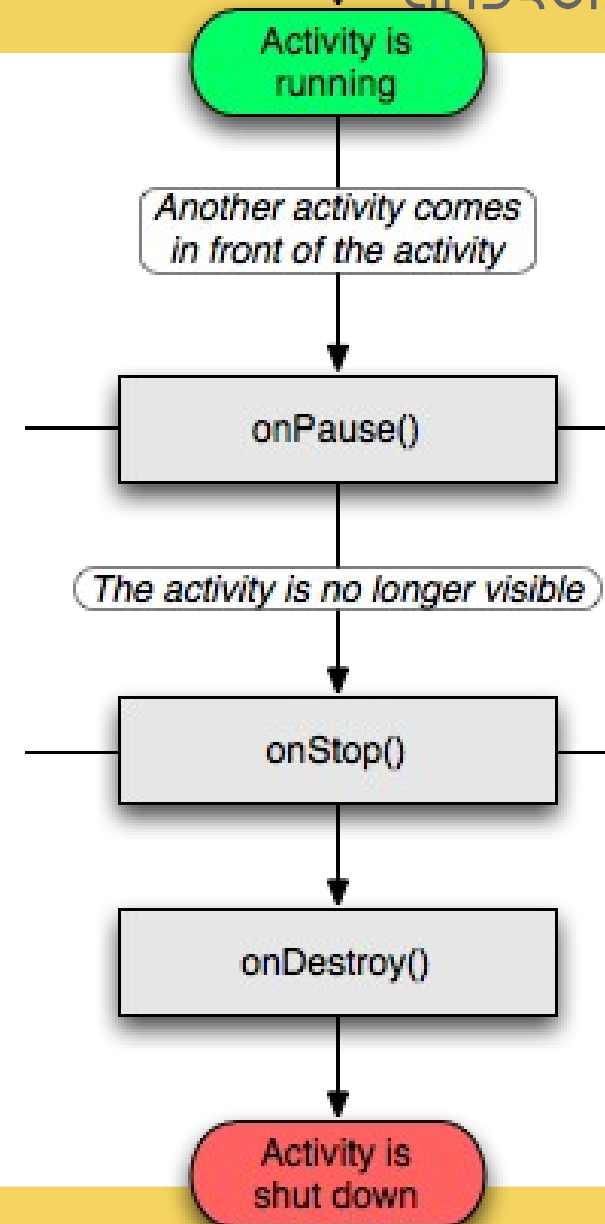 Activity is
running
Another activity comes
in front of the activity
onPause()
The activity is no longer visible
onStop()
onDestroy()
Activity is
shut down